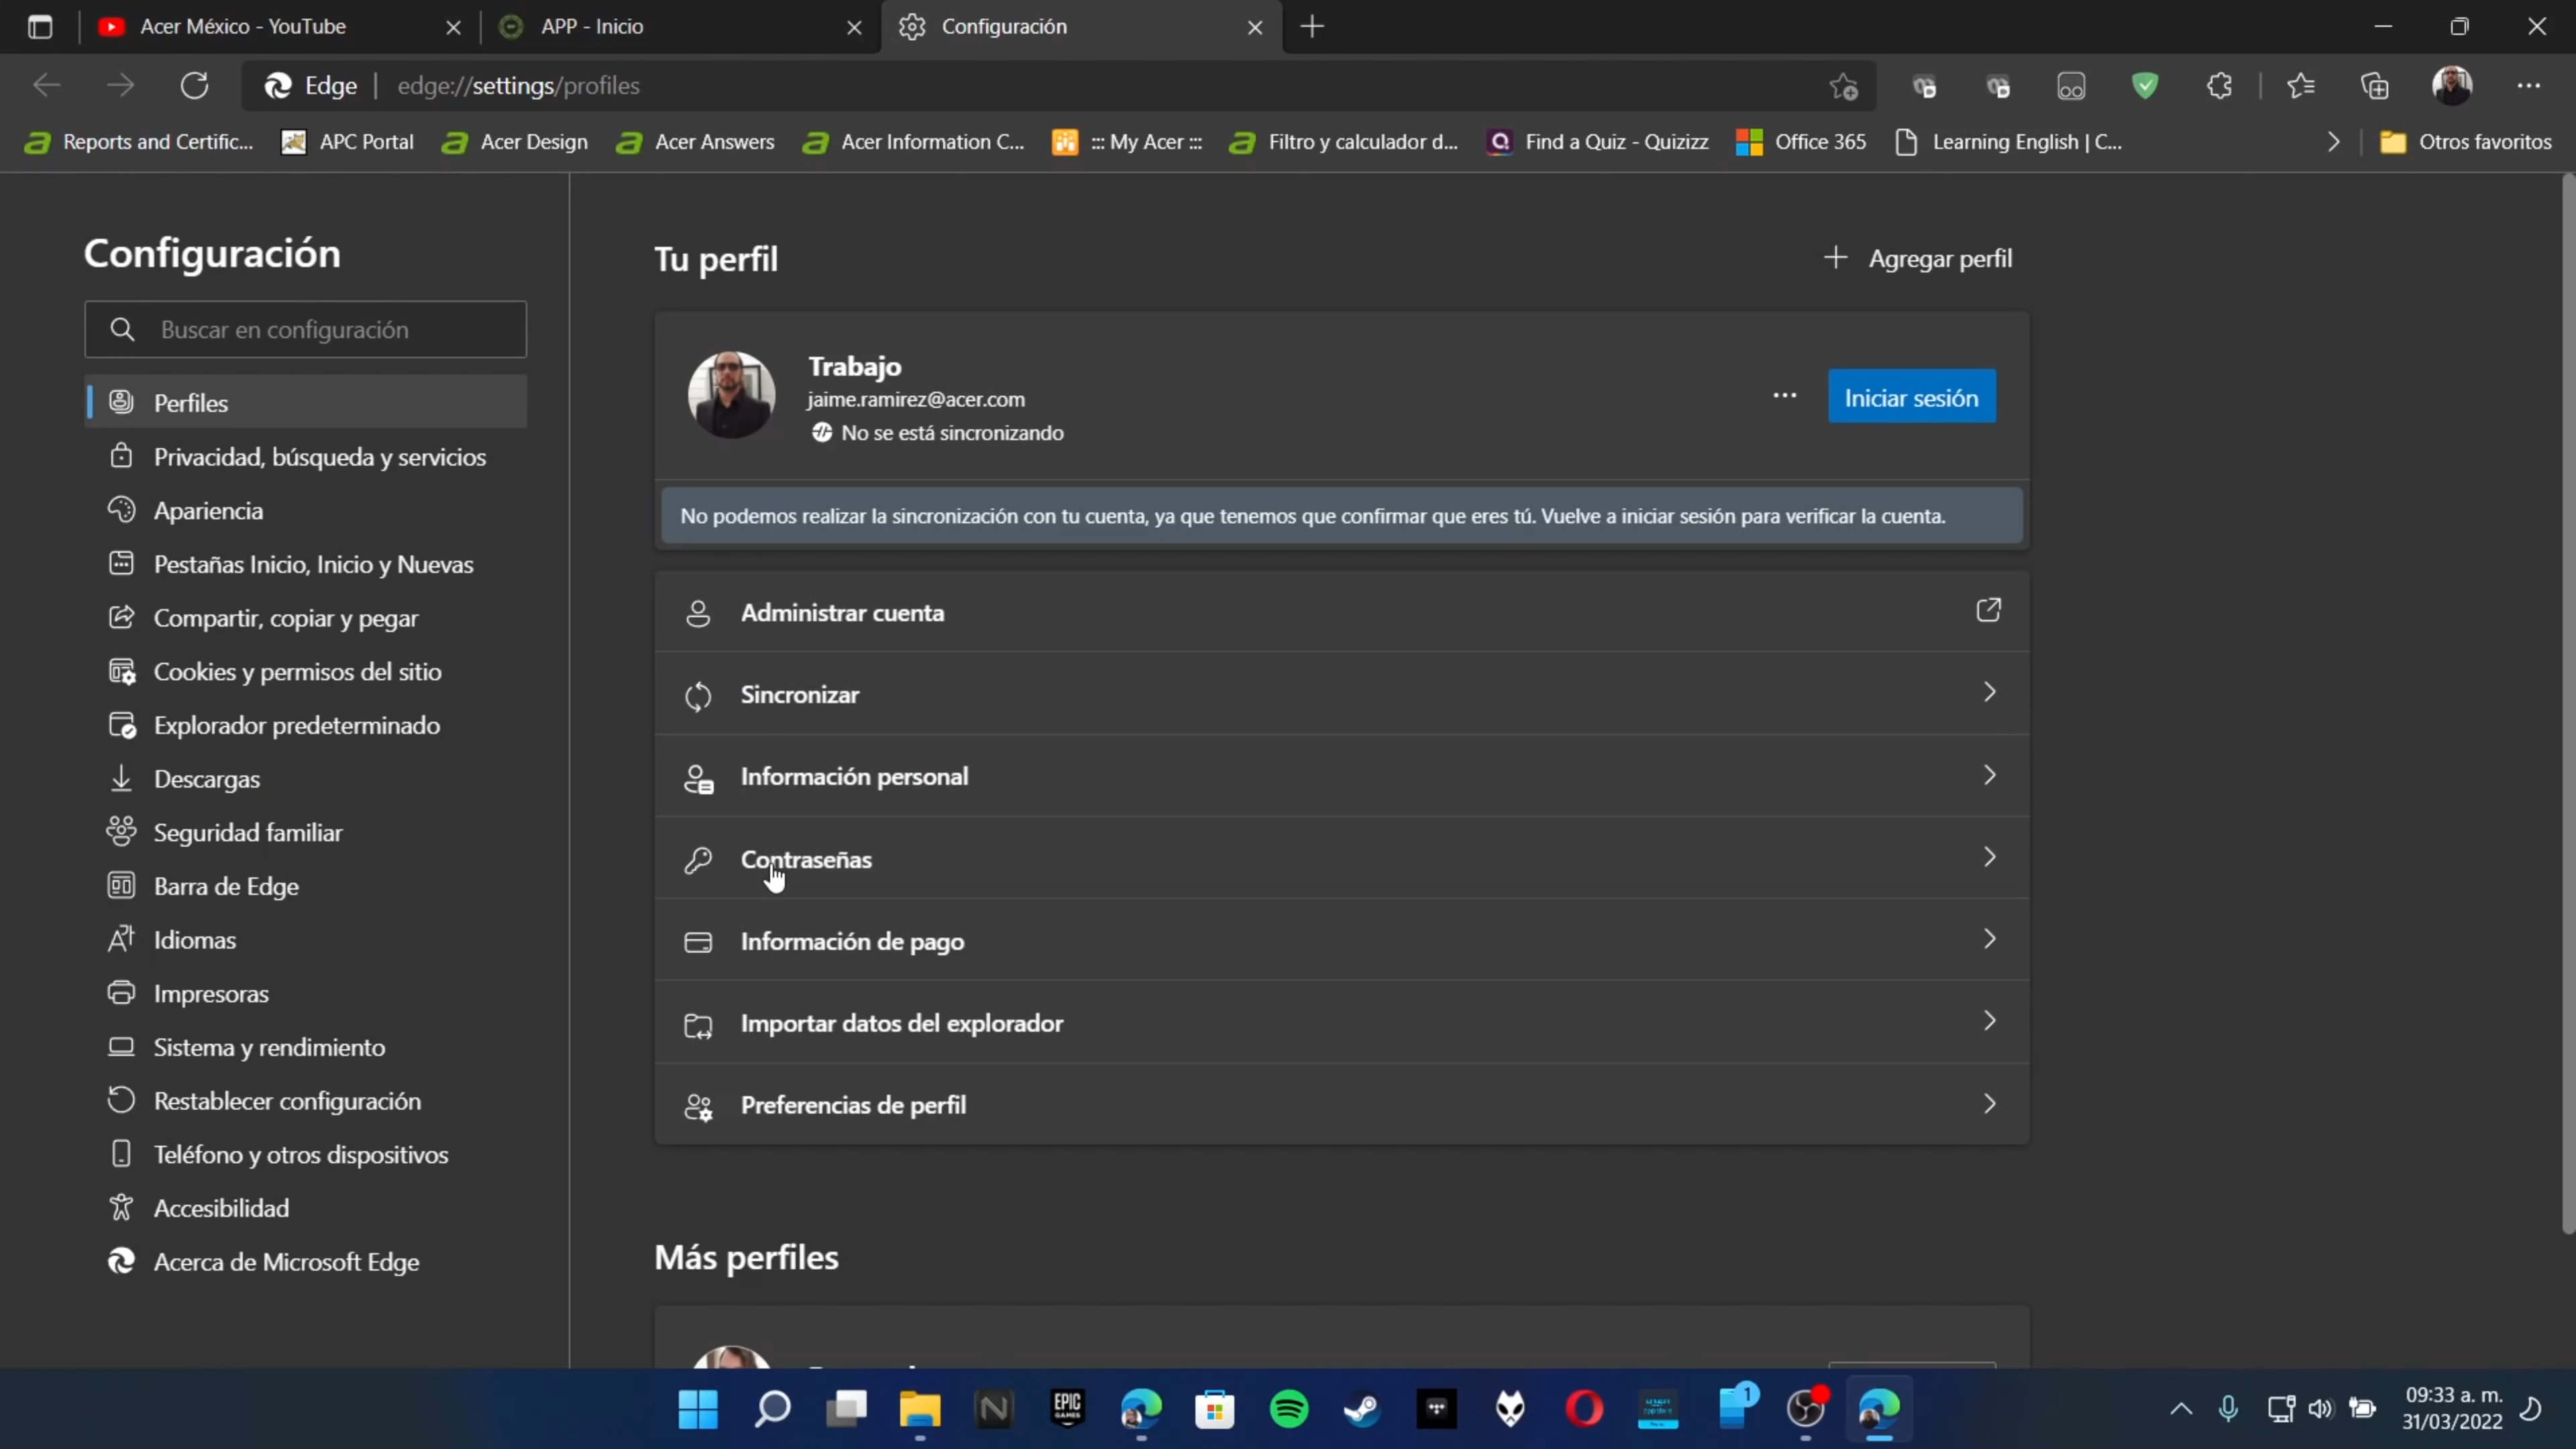 Acer México - YouTube
APP - Inicio
Configuración
Edge
edge://settings/profiles
Reports and Certific...
APC Portal
Acer Design
Acer Answers
Acer Information C...
::: My Acer :::
Filtro y calculador d...
Find a Quiz - Quizizz
Office 365
Learning English | C...
Otros favoritos
Configuración
Buscar en configuración
Perfiles
Privacidad, búsqueda y servicios
Apariencia
Pestañas Inicio, Inicio y Nuevas
Compartir, copiar y pegar
Cookies y permisos del sitio
Explorador predeterminado
Descargas
Seguridad familiar
Barra de Edge
Idiomas
Impresoras
Sistema y rendimiento
Restablecer configuración
Teléfono y otros dispositivos
Accesibilidad
Acerca de Microsoft Edge
Tu perfil
Agregar perfil
Trabajo
jaime.ramirez@acer.com
No se está sincronizando
Iniciar sesión
No podemos realizar la sincronización con tu cuenta, ya que tenemos que confirmar que eres tú. Vuelve a iniciar sesión para verificar la cuenta.
Administrar cuenta
Sincronizar
Información personal
Contraseñas
Información de pago
Importar datos del explorador
Preferencias de perfil
Más perfiles
EPIC
GAMES
1
09:33 a. m.
31/03/2022